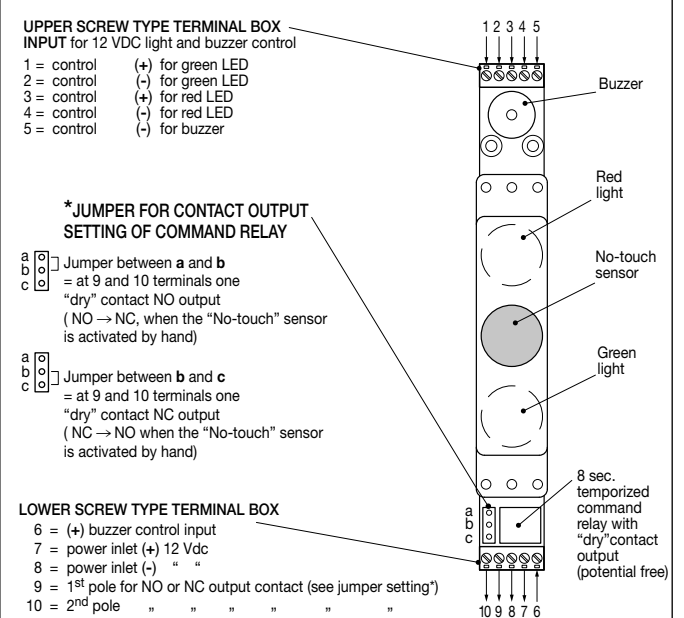 UPPER SCREW TYPE TERMINAL BOX
INPUT for 12 VDC light and buzzer control
1 = control (+) for green LED
2 = control (-) for green LED
3 = control (+) for red LED
4 = control (-) for red LED
5 = control (-) for buzzer
1 2 3 4 5
Buzzer
Red
light
No-touch
sensor
Green
light
*JUMPER FOR CONTACT OUTPUT
SETTING OF COMMAND RELAY
a
b
c
Jumper between a and b
= at 9 and 10 terminals one
“dry” contact NO output
( NO → NC, when the “No-touch” sensor
is activated by hand)
a
b
c
Jumper between b and c
= at 9 and 10 terminals one
“dry” contact NC output
( NC → NO when the “No-touch” sensor
is activated by hand)
a
b
c
8 sec.
temporized
command
relay with
“dry”contact
output
(potential free)
LOWER SCREW TYPE TERMINAL BOX
6 = (+) buzzer control input
7 = power inlet (+) 12 Vdc
8 = power inlet (-) “ “
9 = 1st pole for NO or NC output contact (see jumper setting*)
10 = 2nd pole „ „ „ „ „ „
10 9 8 7 6